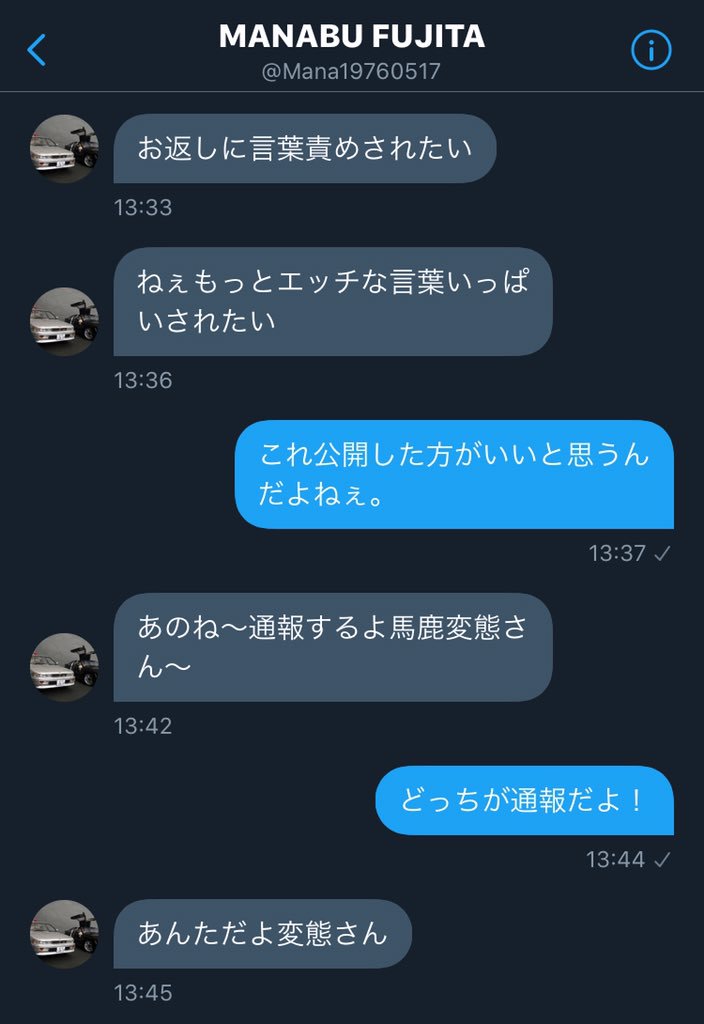 MANABU FUJITA
@Mana19760517
お返しに言葉責めされたい
13:33
ねぇもっとエッチな言葉いっぱ
いされたい
13:36
これ公開した方がいいと思うん
だよねぇ。
13:37
あのね〜通報するよ馬鹿変態さ
ん〜
13:42
どっちが通報だよ！
13:44
あんただよ変態さん
13:45